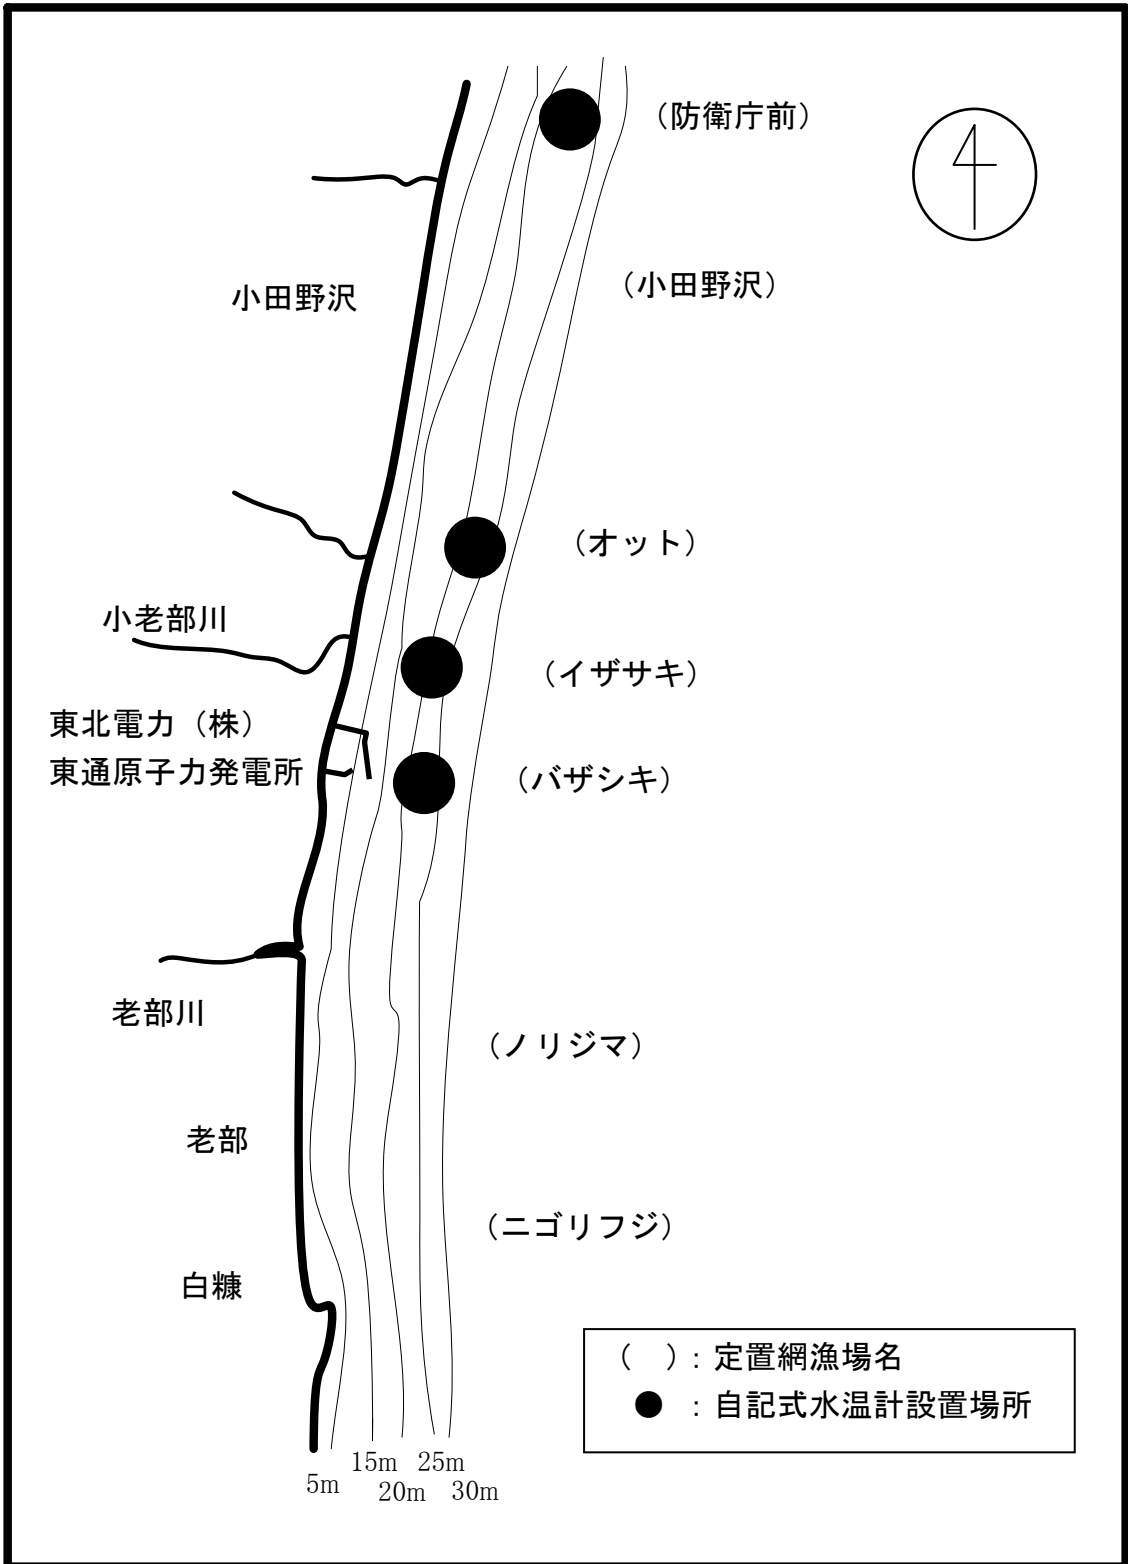 （防衛庁前）
小田野沢
（小田野沢）
（オット）
小老部川
（イザサキ）
東北電力（株）
東通原子力発電所
（バザシキ）
老部川
（ノリジマ）
老部
（ニゴリフジ）
白糠
（　）：定置網漁場名
●：自記式水温計設置場所
5m
15m
20m
25m
30m